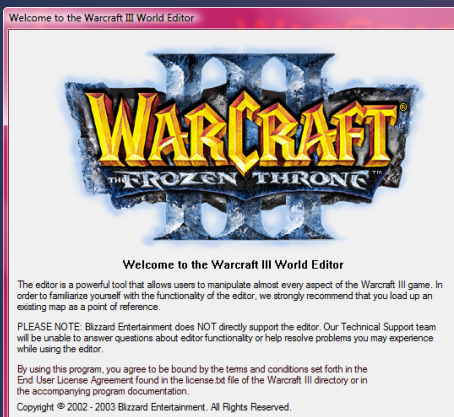 Welcome to the Warcraft III World Editor
WARCRAFT®
III
THE FROZEN THRONE™
Welcome to the Warcraft III World Editor
The editor is a powerful tool that allows users to manipulate almost every aspect of the Warcraft III game. In
order to familiarize yourself with the functionality of the editor, we strongly recommend that you load up an
existing map as a point of reference.
PLEASE NOTE: Blizzard Entertainment does NOT directly support the editor. Our Technical Support team
will be unable to answer questions about editor functionality or help resolve problems you may experience
while using the editor.
By using this program, you agree to be bound by the terms and conditions set forth in the
End User License Agreement found in the license.txt file of the Warcraft III directory or in
the accompanying program documentation.
Copyright © 2002 - 2003 Blizzard Entertainment. All Rights Reserved.